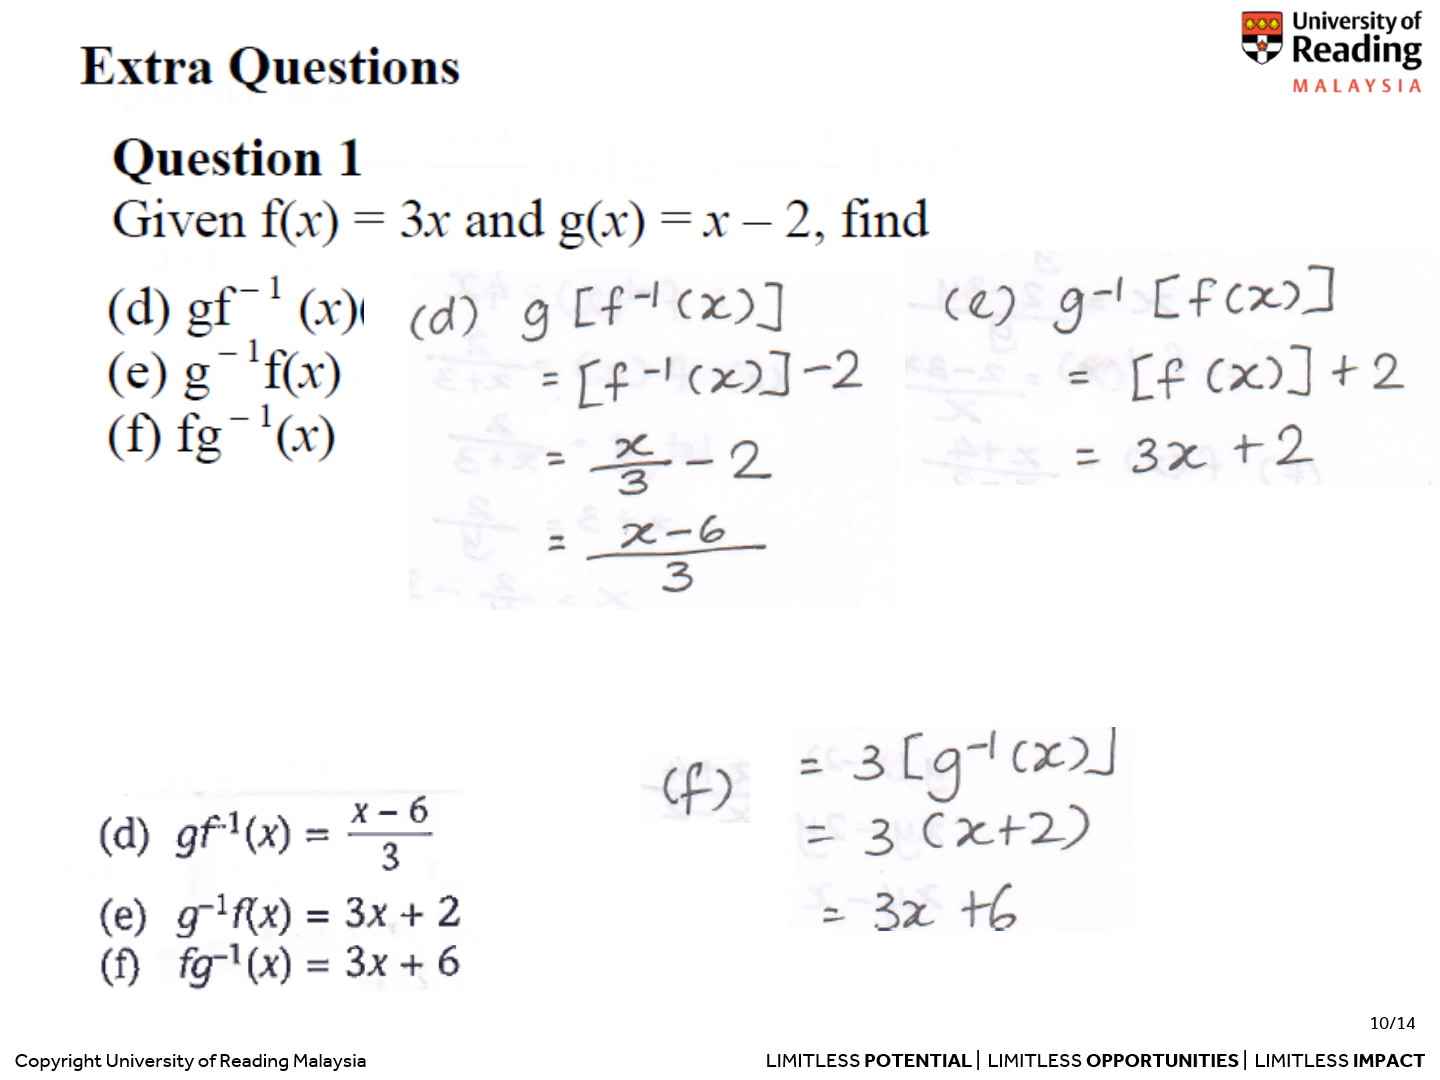 University of
Reading
MALAYSIA
Extra Questions
Question 1
Given f(x) = 3x and g(x) = x – 2, find
(d) gf⁻¹ (x)
(e) g⁻¹f(x)
(f) fg⁻¹(x)
(d) g [f⁻¹(x)]
= [f⁻¹(x)] - 2
= x/3 - 2
= (x - 6)/3
(e) g⁻¹ [f(x)]
= [f(x)] + 2
= 3x + 2
(f) = 3 [g⁻¹(x)]
= 3 (x+2)
= 3x + 6
(d) gf⁻¹(x) = (x – 6)/3
(e) g⁻¹f(x) = 3x + 2
(f) fg⁻¹(x) = 3x + 6
10/14
Copyright University of Reading Malaysia
LIMITLESS POTENTIAL | LIMITLESS OPPORTUNITIES | LIMITLESS IMPACT